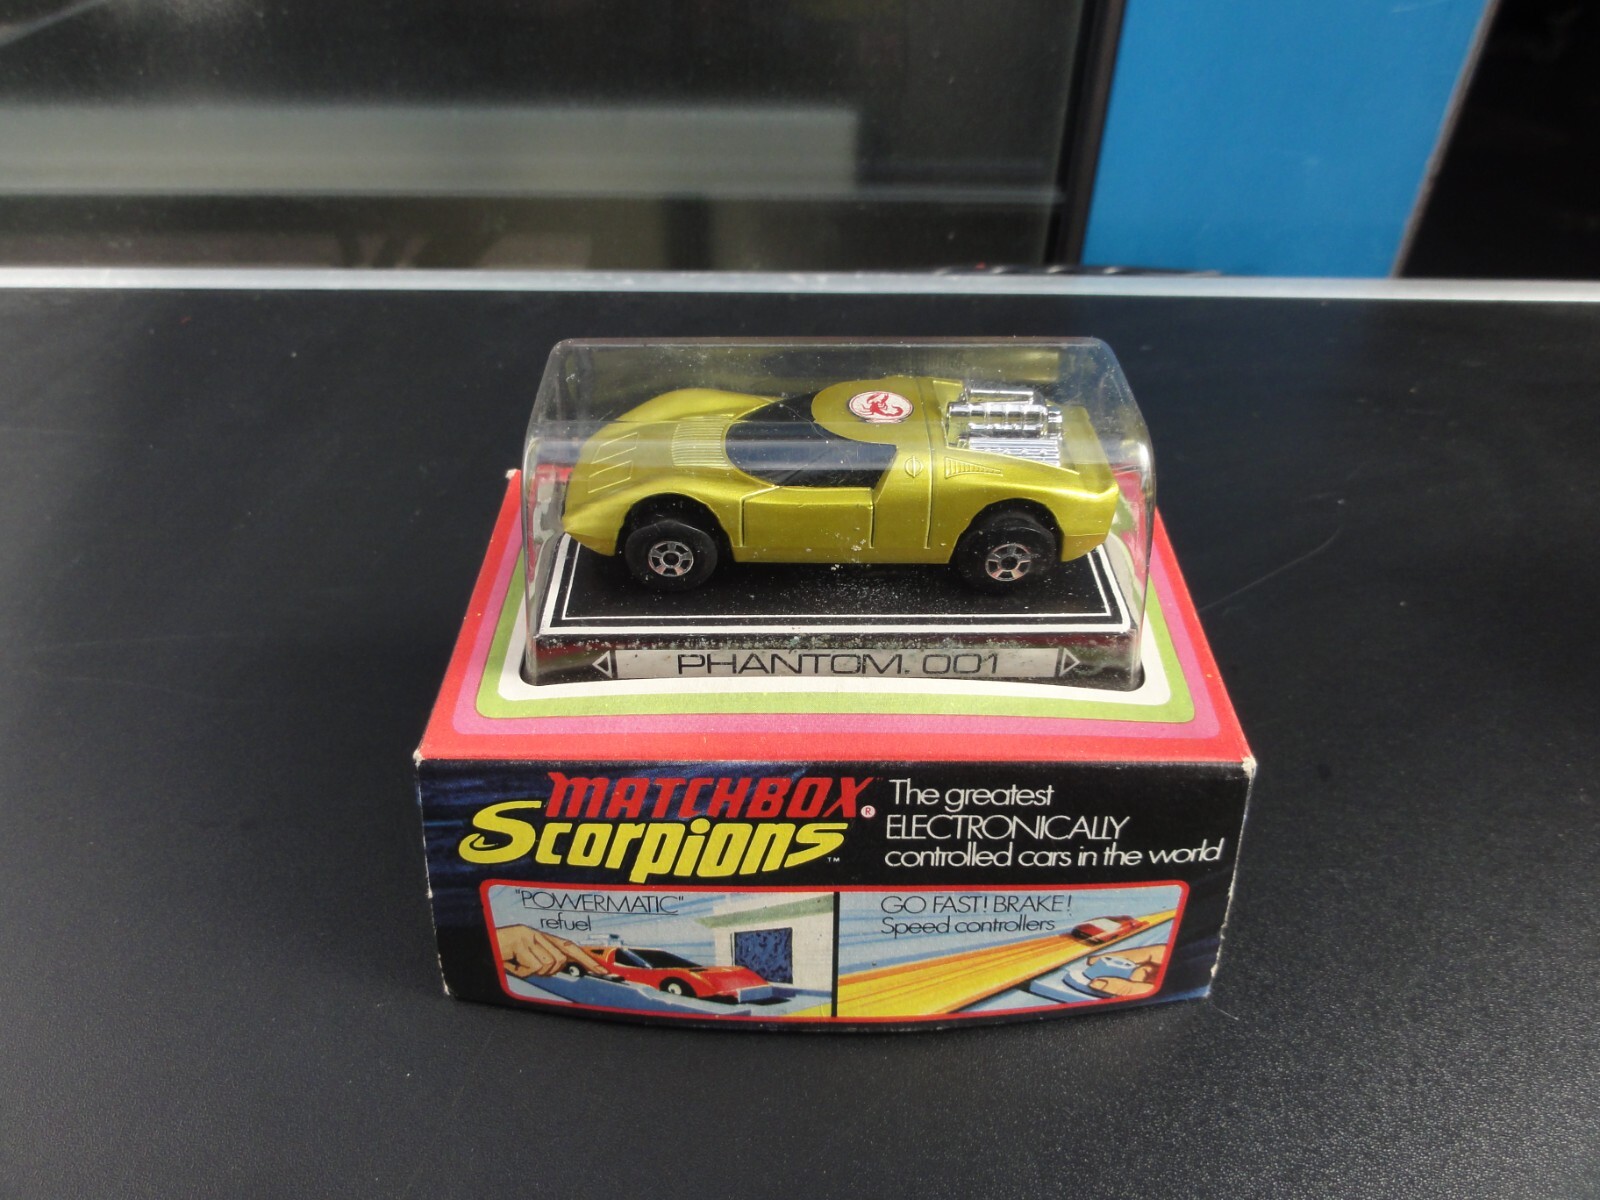 PHANTOM. 001
MATCHBOX®
Scorpions™
The greatest
ELECTRONICALLY
controlled cars in the world
"POWERMATIC"
refuel
GO FAST! BRAKE!
Speed controllers